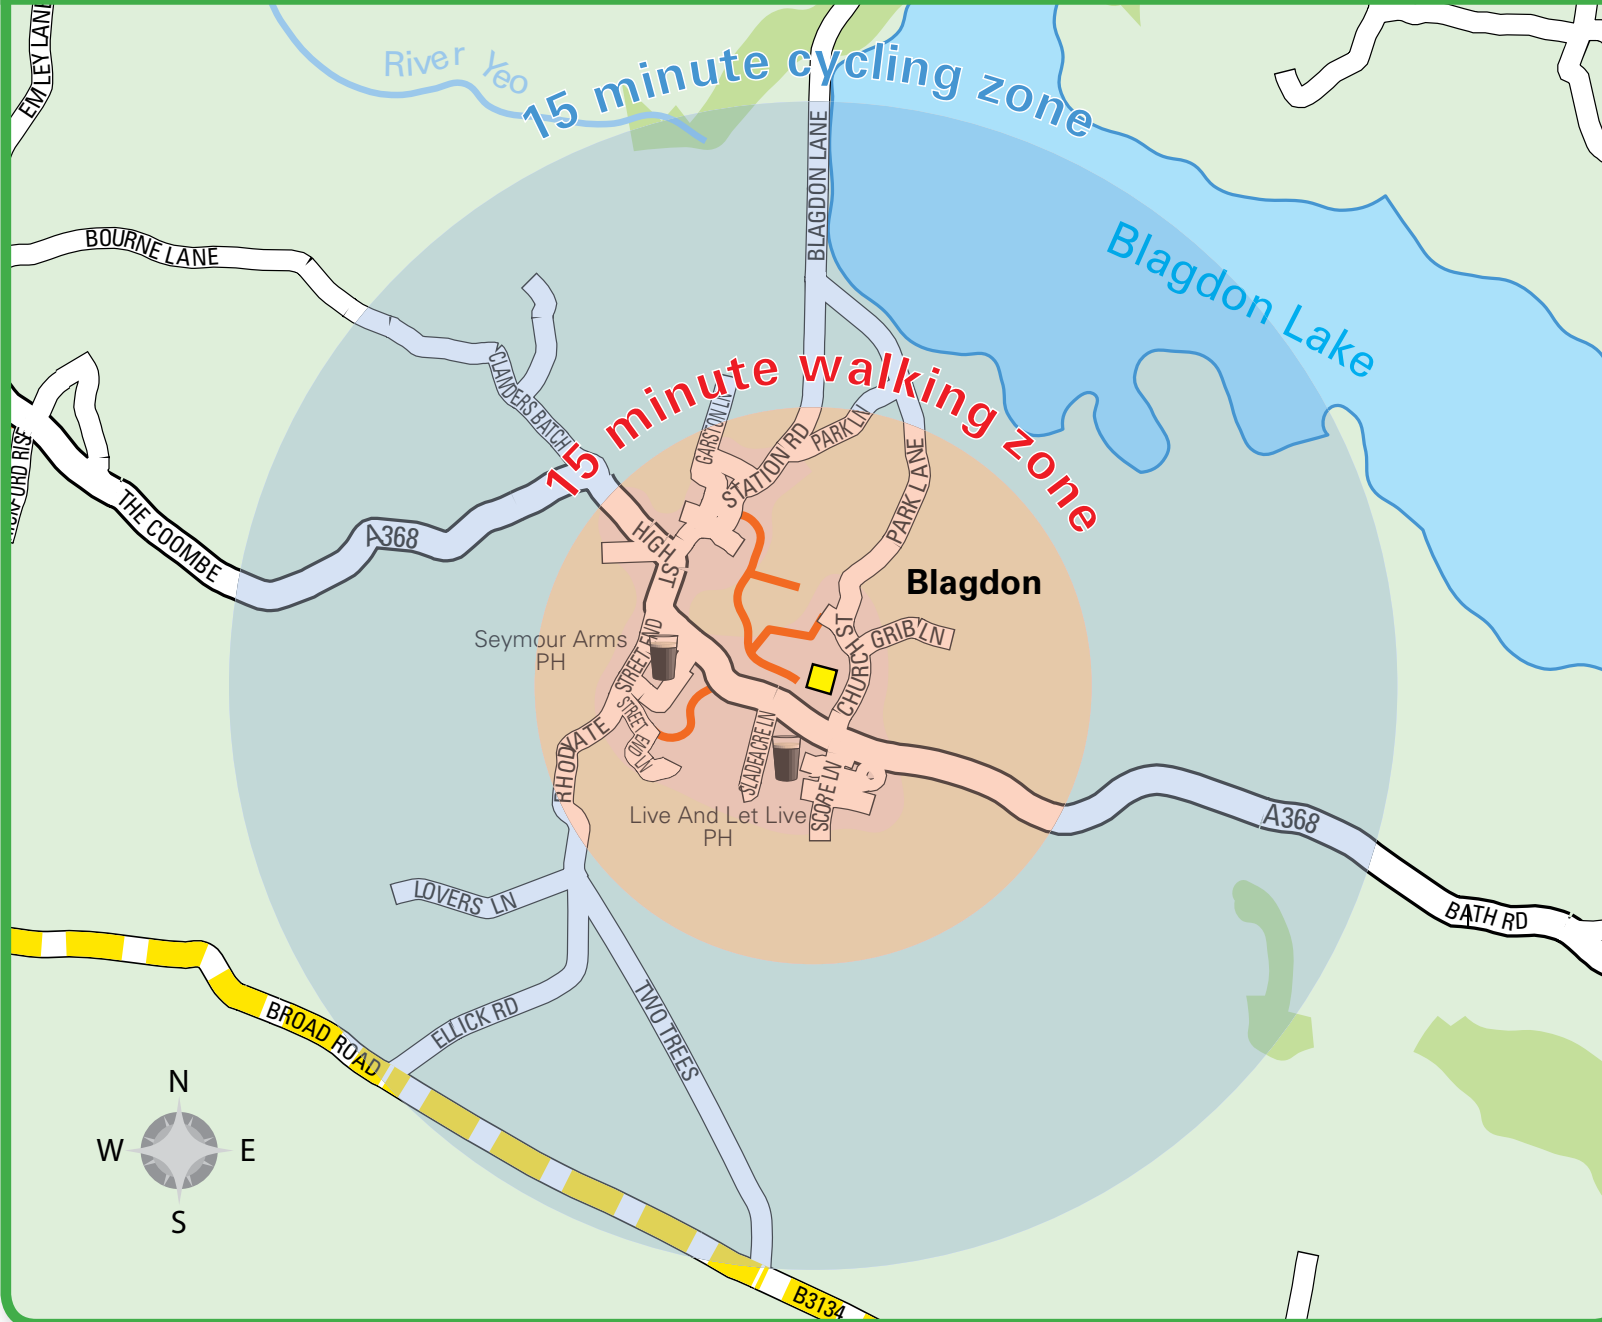 EMLEY LANE
River Yeo
15 minute cycling zone
BLAGDON LANE
BOURNE LANE
Blagdon Lake
CLANDERS BATCH
15 minute walking zone
GARSTON LN
STATION RD
PARK LN
PARK LANE
THE COOMBE
A368
HIGH ST
Blagdon
Seymour Arms
PH
STREET END
CHURCH ST
GRIB LN
STREET END LN
RHODYATE
SLADEACRE LN
SCORE LN
Live And Let Live
PH
A368
BATH RD
LOVERS LN
ELLICK RD
TWO TREES
BROAD ROAD
B3134
N
W
E
S